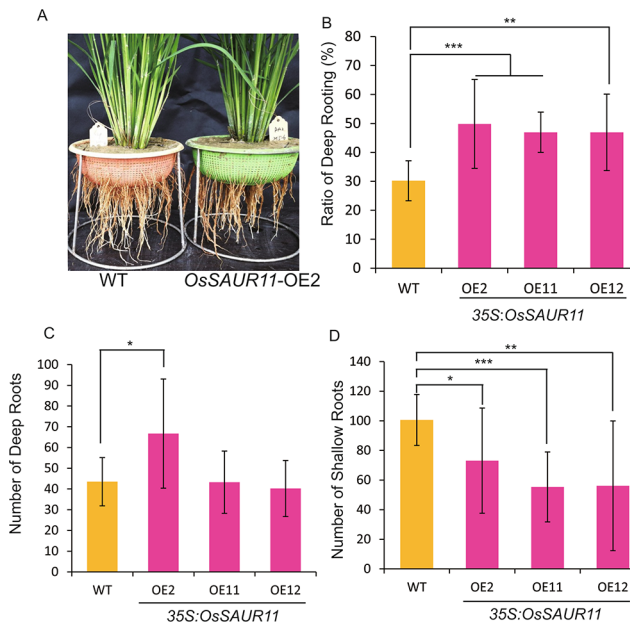 A
WT
OsSAUR11-OE2
B
**
***
Ratio of Deep Rooting (%)
80
70
60
50
40
30
20
10
0
WT
OE2
OE11
OE12
35S:OsSAUR11
C
*
Number of Deep Roots
100
90
80
70
60
50
40
30
20
10
0
WT
OE2
OE11
OE12
35S:OsSAUR11
D
**
***
*
Number of Shallow Roots
140
120
100
80
60
40
20
0
WT
OE2
OE11
OE12
35S:OsSAUR11